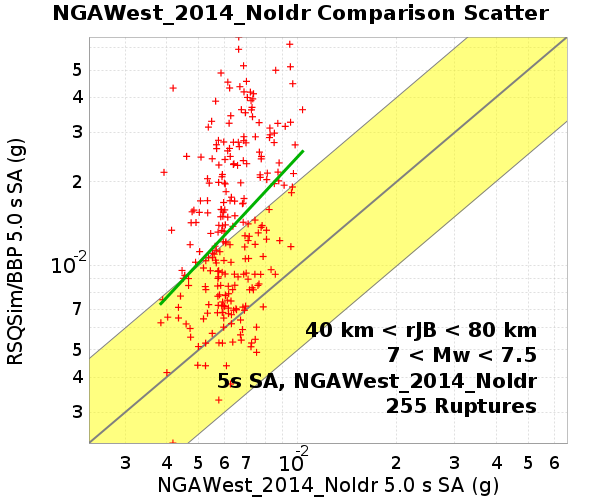 NGAWest_2014_NoIdr Comparison Scatter
RSQSim/BBP 5.0 s SA (g)
5
4
3
2
10-2
7
5
4
3
40 km < rJB < 80 km
7 < Mw < 7.5
5s SA, NGAWest_2014_NoIdr
255 Ruptures
3 4 5 6 7 10-2 2 3 4 5 6
NGAWest_2014_NoIdr 5.0 s SA (g)